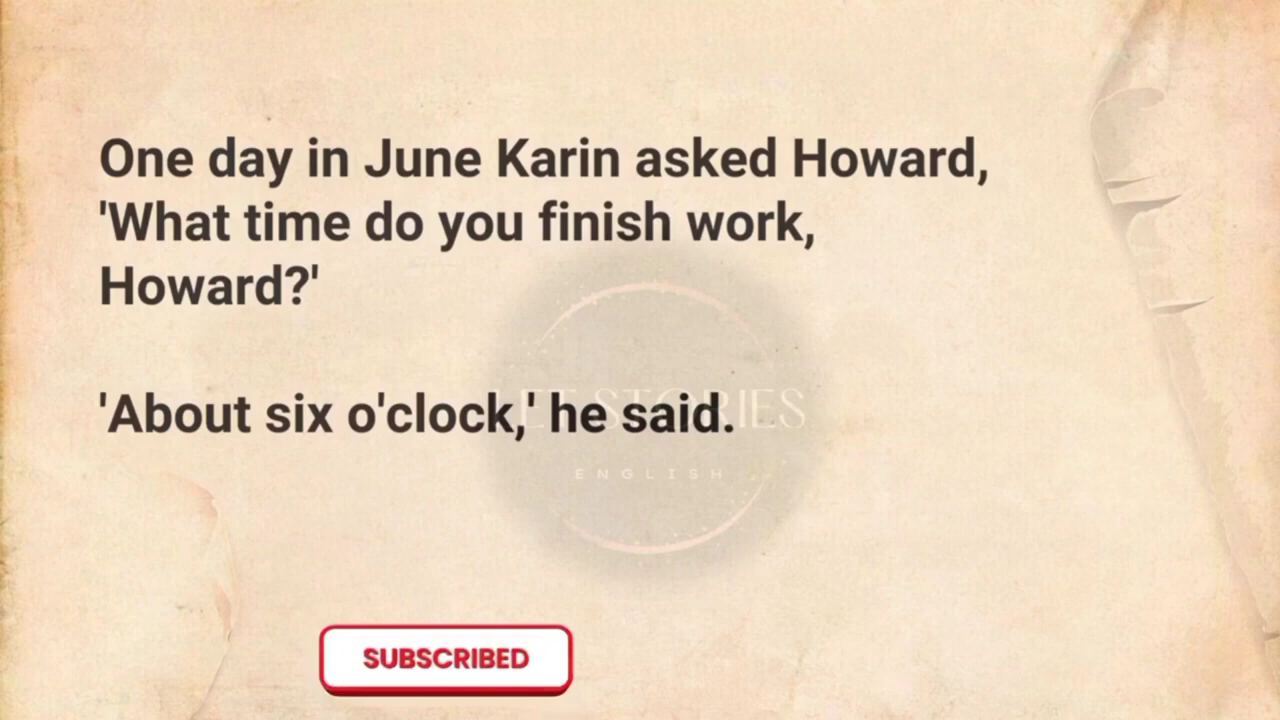 One day in June Karin asked Howard,
'What time do you finish work,
Howard?'
'About six o'clock,' he said.
STORIES
ENGLISH
SUBSCRIBED